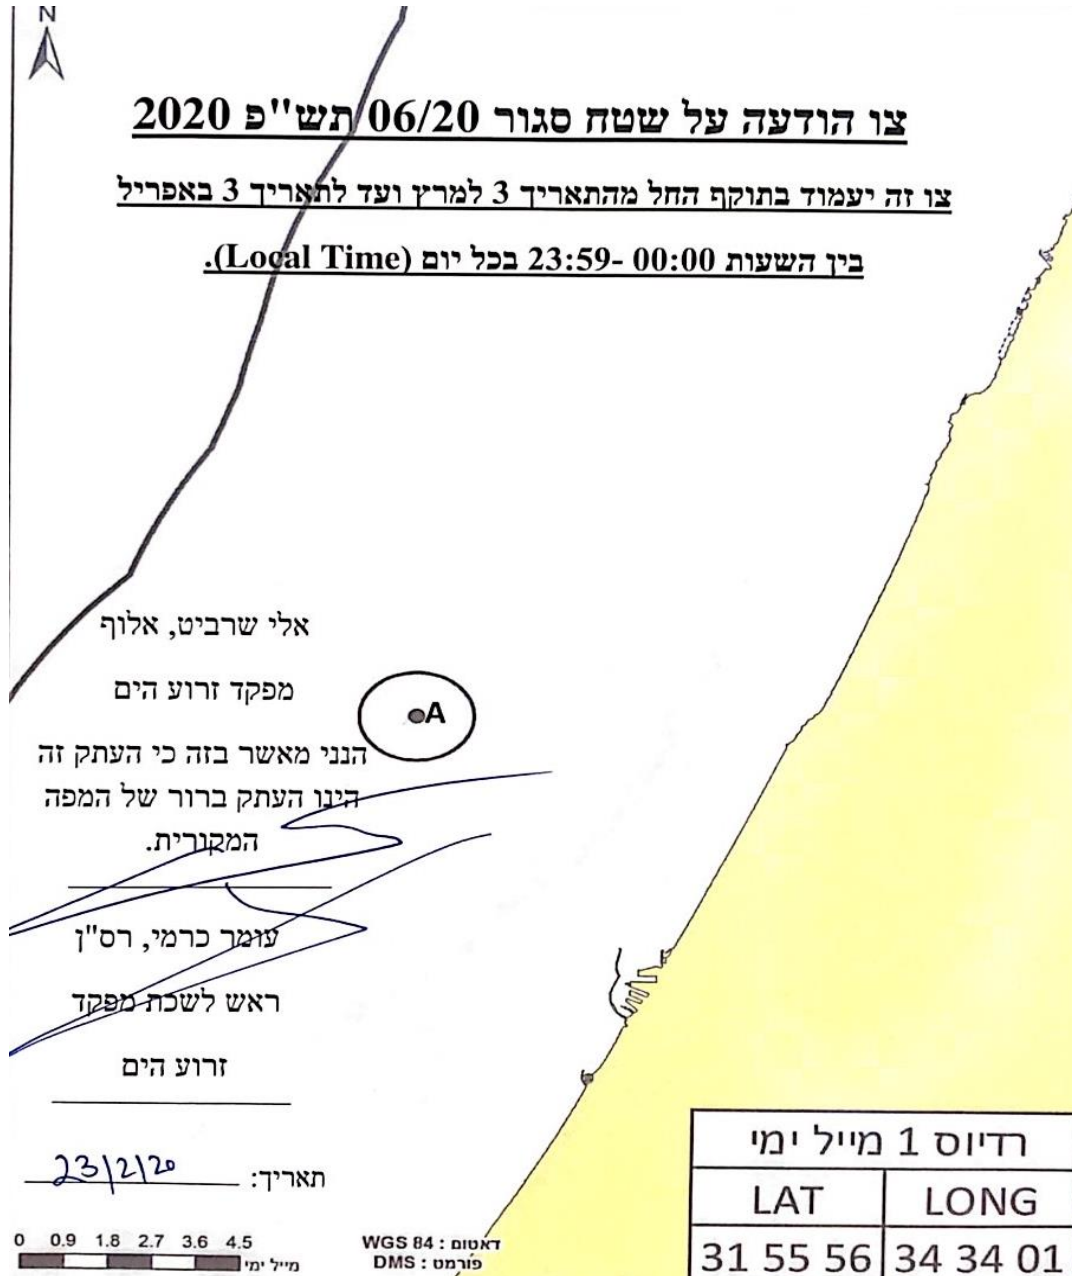 N
צו הודעה על שטח סגור 06/20 תש"פ 2020
צו זה יעמוד בתוקף החל מהתאריך 3 למרץ ועד לתאריך 3 באפריל
בין השעות 00:00 -23:59 בכל יום (Local Time).
אלי שרביט, אלוף
מפקד זרוע הים
A
הנני מאשר בזה כי העתק זה
הינו העתק ברור של המפה
המקורית.
עומר כרמי, רס"ן
ראש לשכת מפקד
זרוע הים
תאריך: 23/2/20
0 0.9 1.8 2.7 3.6 4.5
מייל ימי
דאטום : WGS 84
פורמט : DMS
רדיוס 1 מייל ימי
LAT LONG
31 55 56 34 34 01